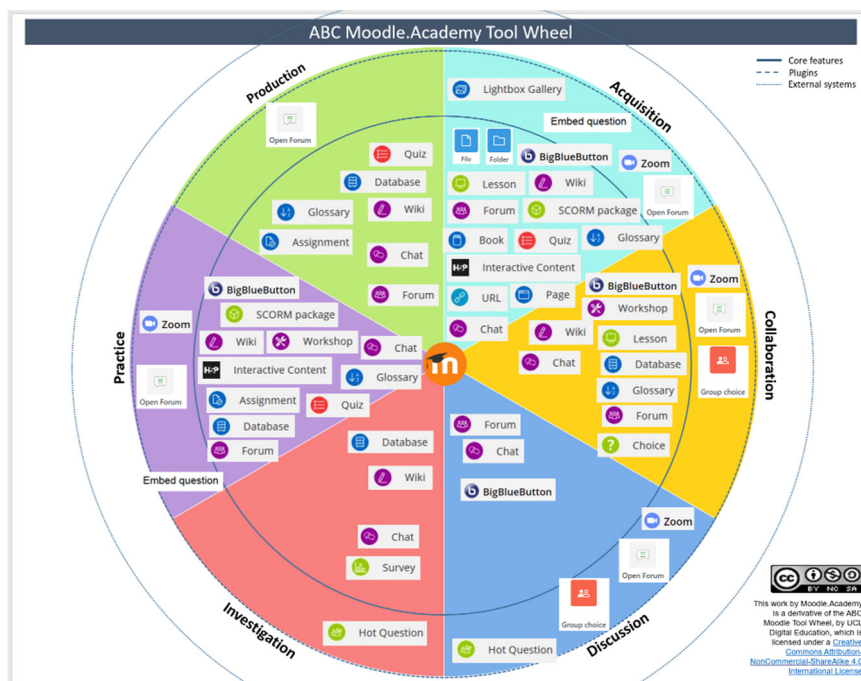 ABC Moodle.Academy Tool Wheel
Core features
Plugins
External systems
Production
Open Forum
Quiz
Database
Glossary
Wiki
Assignment
Chat
Forum
Acquisition
Lightbox Gallery
Embed question
File
Folder
BigBlueButton
Zoom
Lesson
Wiki
Open Forum
Forum
SCORM package
Book
Quiz
Glossary
H-P
Interactive Content
URL
Page
Chat
Collaboration
BigBlueButton
Zoom
Workshop
Open Forum
Wiki
Lesson
Chat
Database
Group choice
Glossary
Forum
Choice
Discussion
Forum
Chat
BigBlueButton
Zoom
Open Forum
Group choice
Hot Question
Investigation
Database
Wiki
Chat
Survey
Hot Question
Practice
BigBlueButton
SCORM package
Zoom
Wiki
Workshop
Chat
Interactive Content
Glossary
Open Forum
Assignment
Quiz
Database
Forum
Embed question
m
cc
BY NC SA
This work by Moodle.Academy
is a derivative of the ABC
Moodle Tool Wheel, by UCL
Digital Education, which is
licensed under a Creative
Commons Attribution-
NonCommercial-ShareAlike 4.0
International License